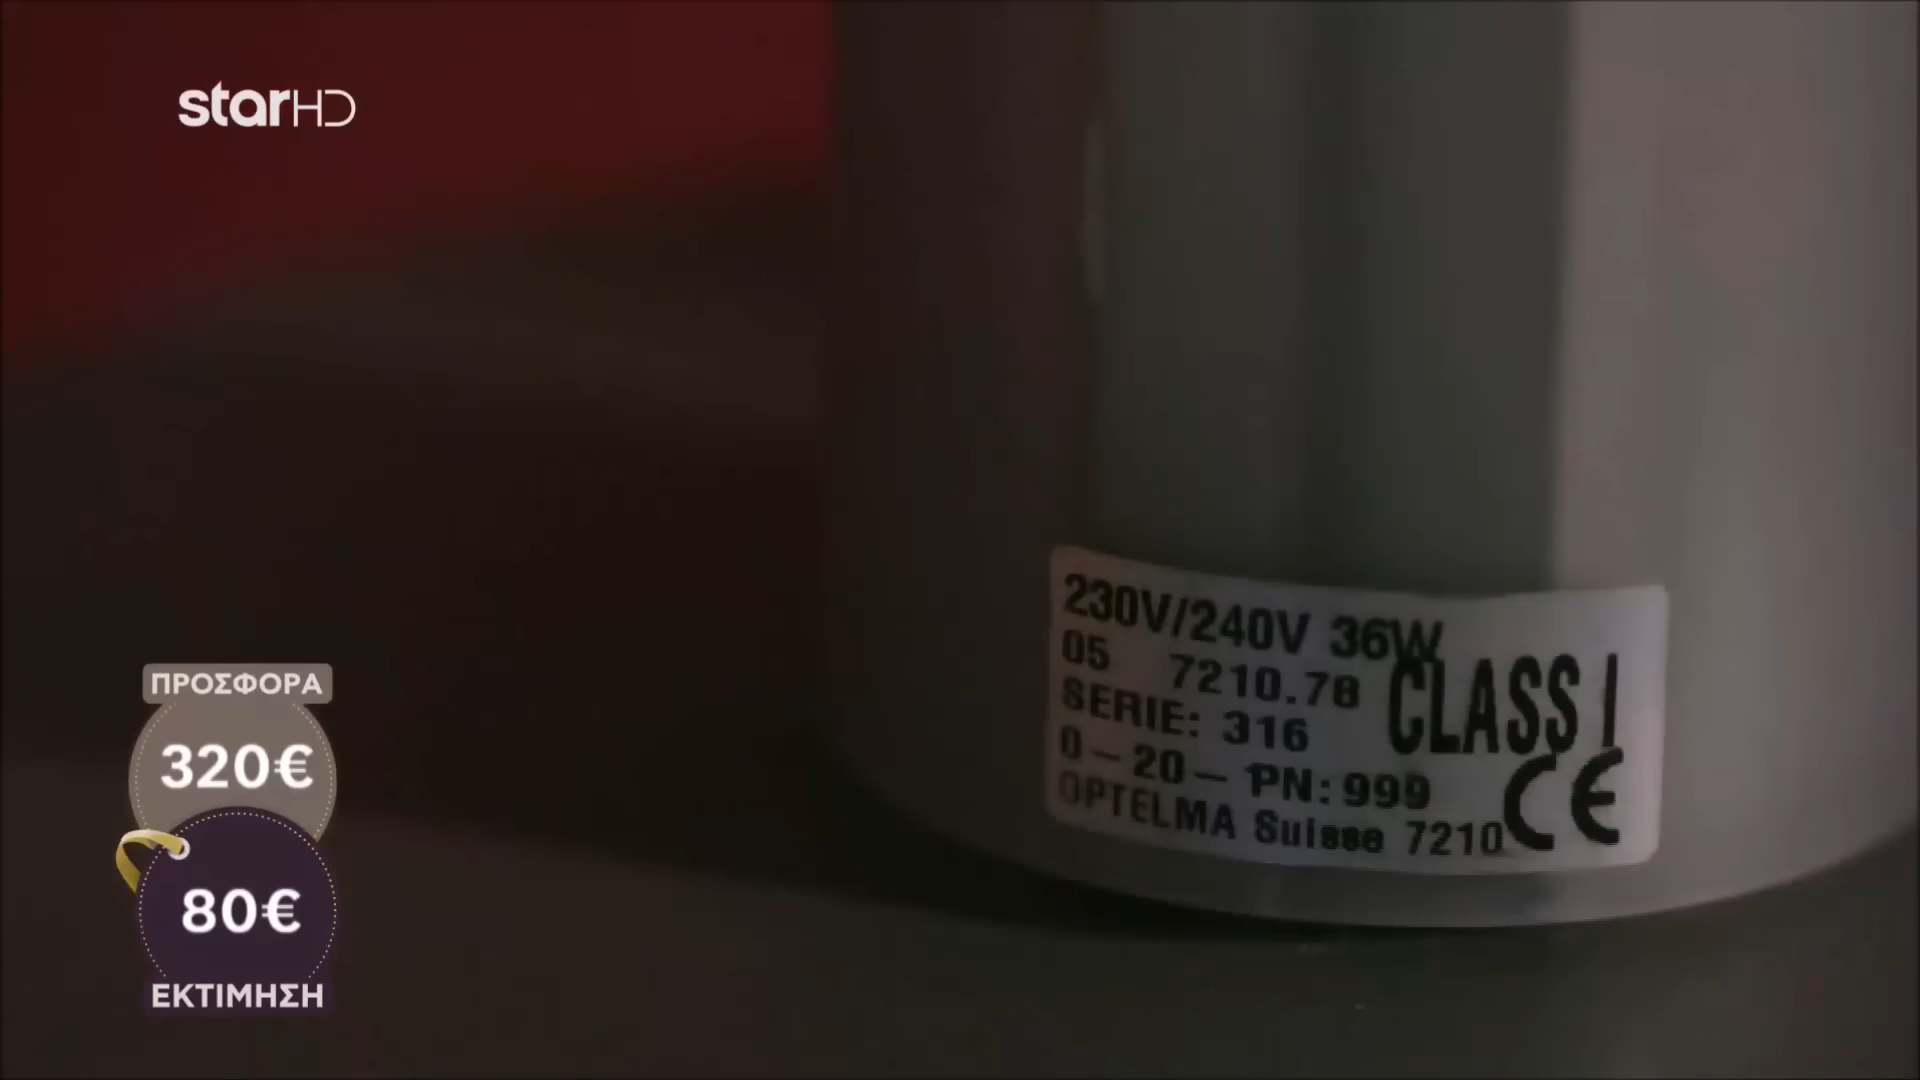 starHD
230V/240V 36W
05 7210.78
CLASS I
SERIE: 316
0-20-1PN:999
OPTELMA Suisse 7210
CE
ΠΡΟΣΦΟΡΑ
320€
80€
ΕΚΤΙΜΗΣΗ